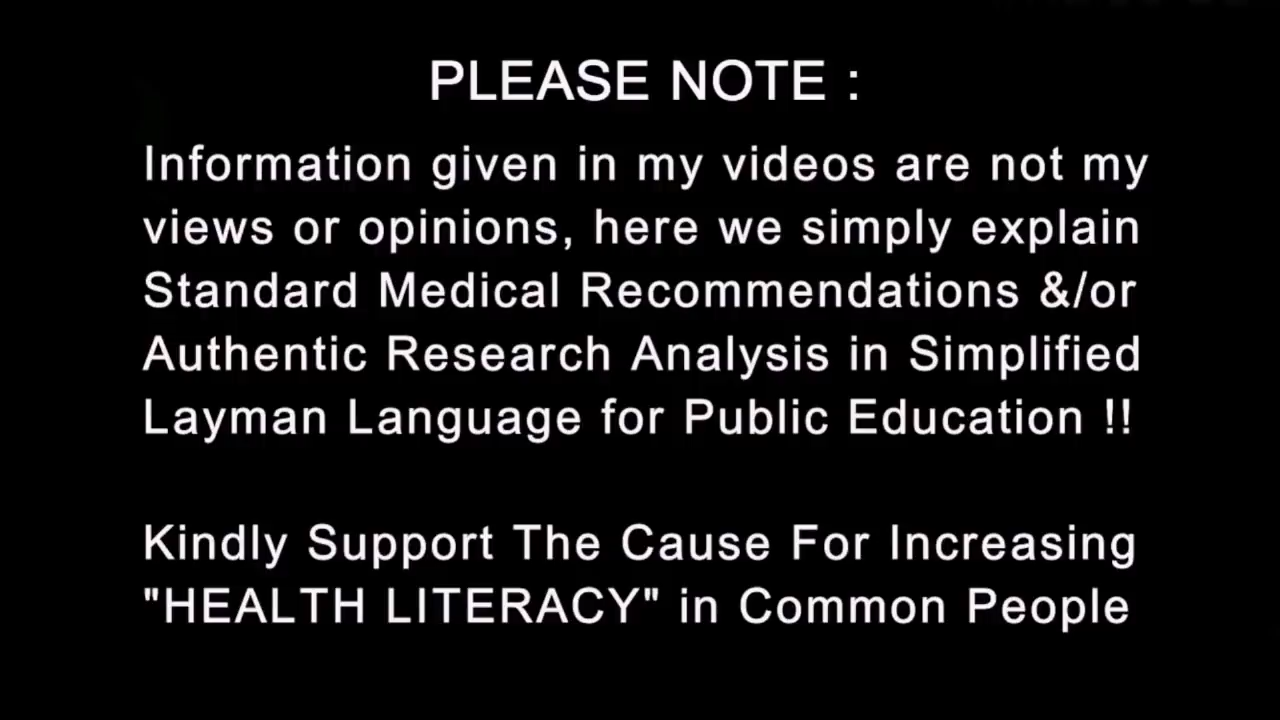 PLEASE NOTE :
Information given in my videos are not my
views or opinions, here we simply explain
Standard Medical Recommendations &/or
Authentic Research Analysis in Simplified
Layman Language for Public Education !!
Kindly Support The Cause For Increasing
"HEALTH LITERACY" in Common People